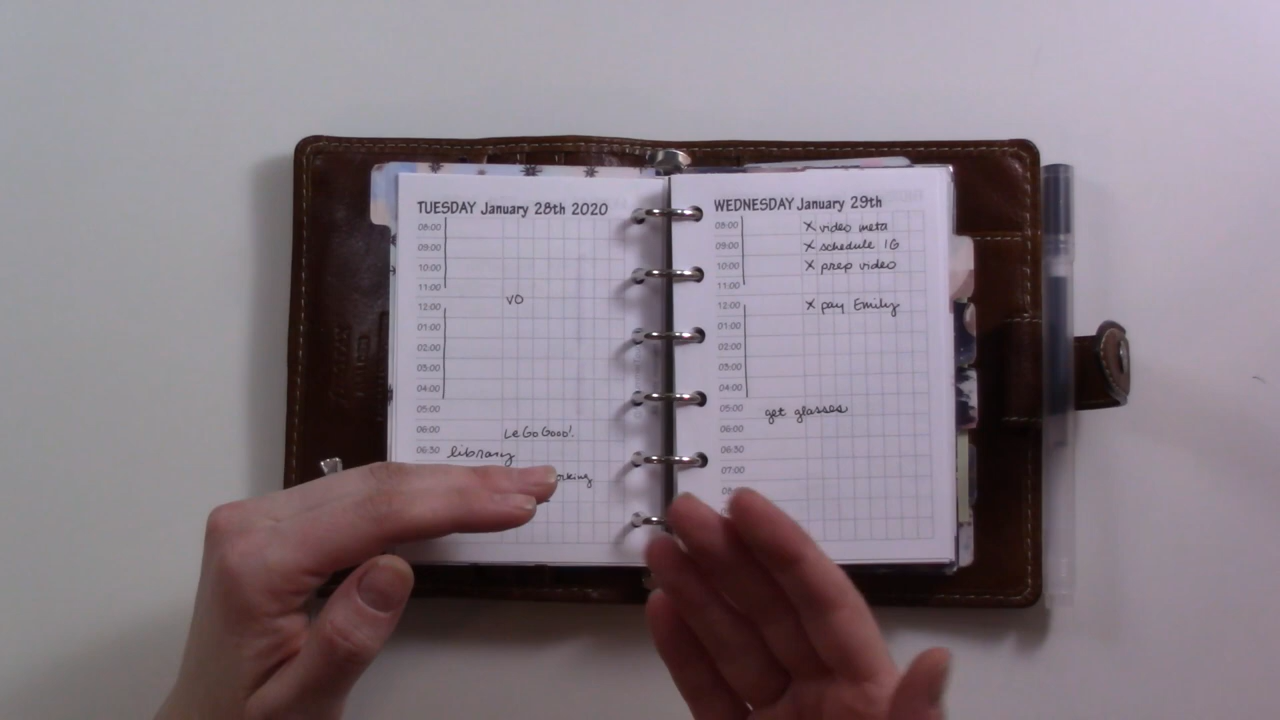 TUESDAY January 28th 2020
08:00
09:00
10:00
11:00
VO
12:00
01:00
02:00
03:00
04:00
05:00
06:00
LeGoGood!
06:30
library
WEDNESDAY January 29th
08:00 X video meta
09:00 X schedule IG
10:00 X prep video
11:00
12:00 X pay Emily
01:00
02:00
03:00
04:00
05:00
get glasses
06:00
06:30
07:00